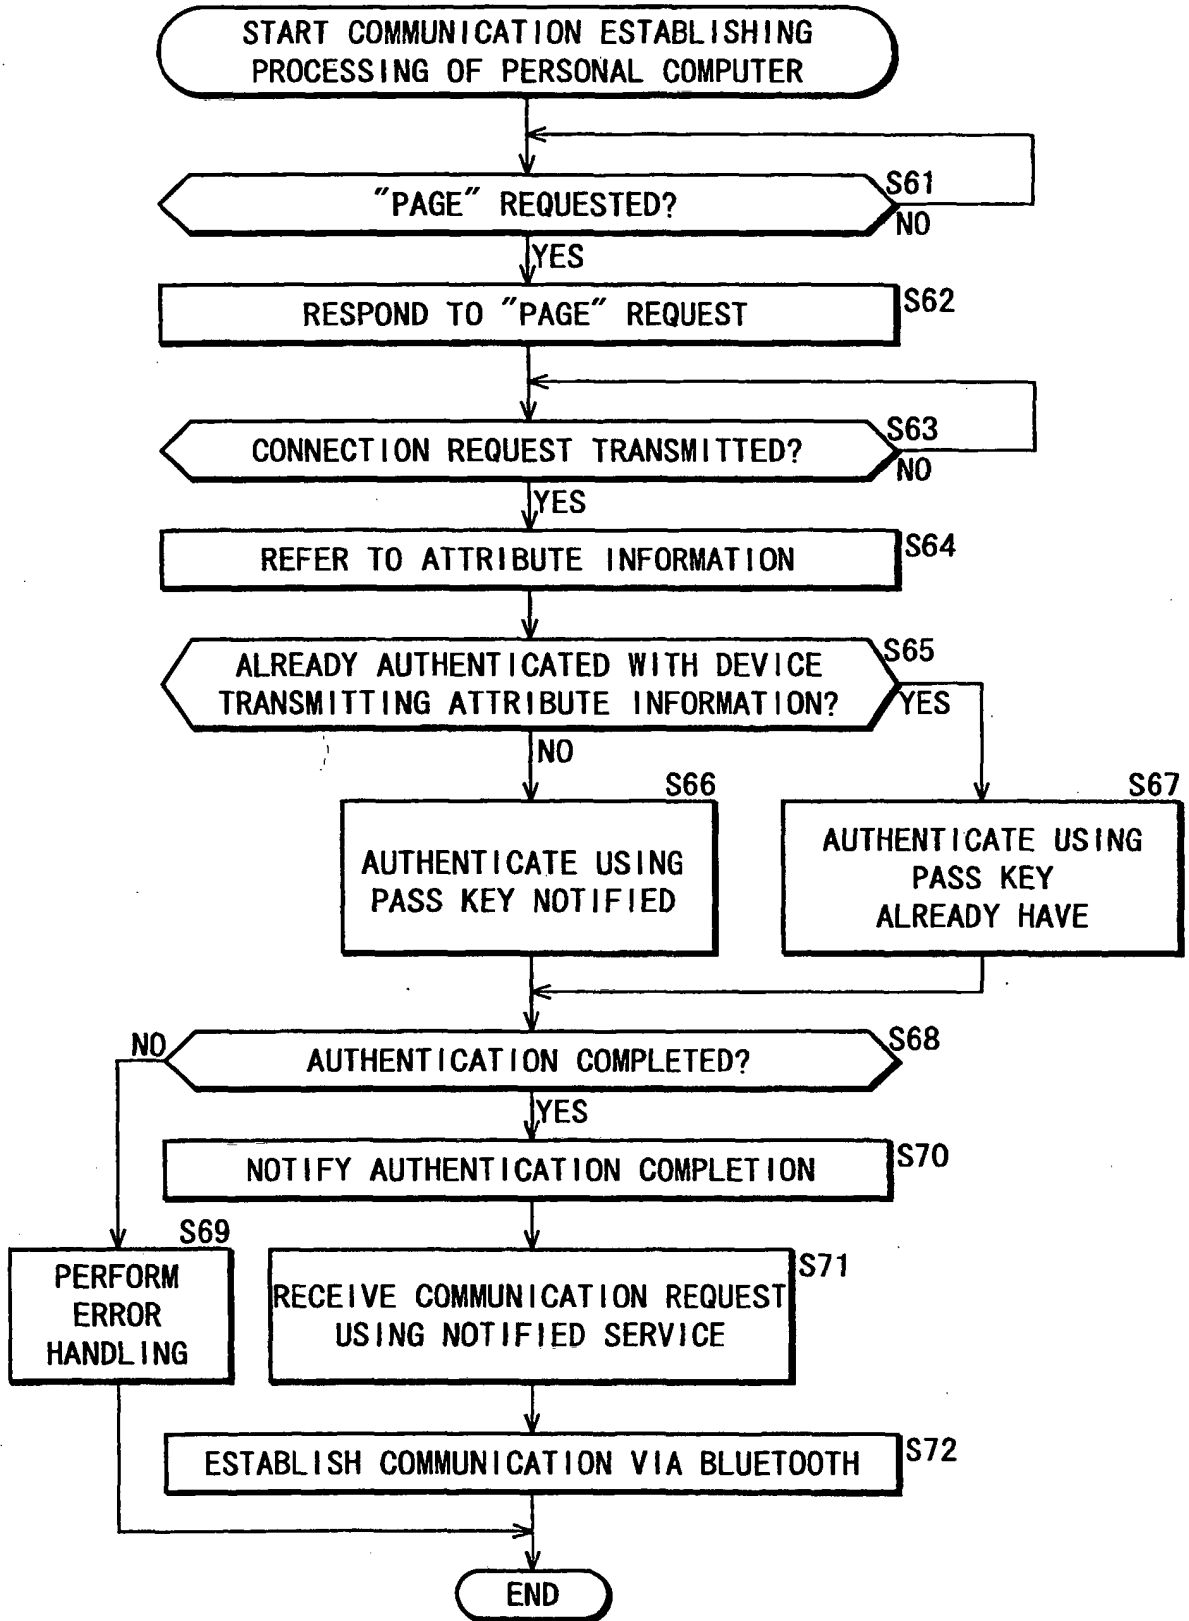 START COMMUNICATION ESTABLISHING
PROCESSING OF PERSONAL COMPUTER
S61
"PAGE" REQUESTED?
NO
YES
S62
RESPOND TO "PAGE" REQUEST
S63
CONNECTION REQUEST TRANSMITTED?
NO
YES
S64
REFER TO ATTRIBUTE INFORMATION
S65
ALREADY AUTHENTICATED WITH DEVICE
TRANSMITTING ATTRIBUTE INFORMATION?
YES
NO
S66
AUTHENTICATE USING
PASS KEY NOTIFIED
S67
AUTHENTICATE USING
PASS KEY
ALREADY HAVE
S68
NO
AUTHENTICATION COMPLETED?
YES
S70
NOTIFY AUTHENTICATION COMPLETION
S69
PERFORM
ERROR
HANDLING
S71
RECEIVE COMMUNICATION REQUEST
USING NOTIFIED SERVICE
S72
ESTABLISH COMMUNICATION VIA BLUETOOTH
END